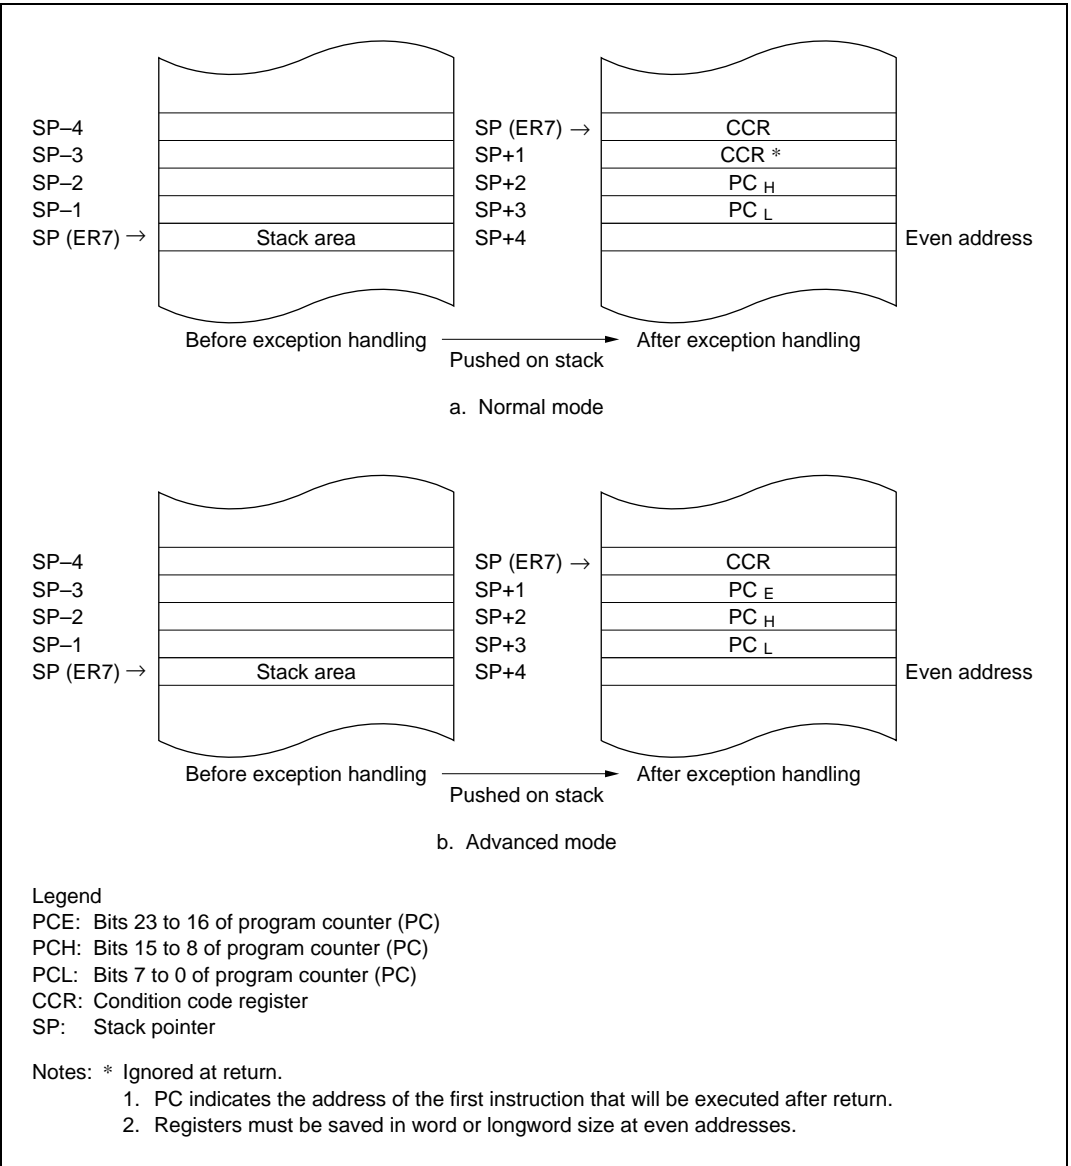 SP–4 SP (ER7) → CCR
SP–3 SP+1 CCR *
SP–2 SP+2 PC H
SP–1 SP+3 PC L
SP (ER7) → Stack area SP+4 Even address
Before exception handling After exception handling
Pushed on stack
a. Normal mode
SP–4 SP (ER7) → CCR
SP–3 SP+1 PC E
SP–2 SP+2 PC H
SP–1 SP+3 PC L
SP (ER7) → Stack area SP+4 Even address
Before exception handling After exception handling
Pushed on stack
b. Advanced mode
Legend
PCE: Bits 23 to 16 of program counter (PC)
PCH: Bits 15 to 8 of program counter (PC)
PCL: Bits 7 to 0 of program counter (PC)
CCR: Condition code register
SP: Stack pointer
Notes: * Ignored at return.
1. PC indicates the address of the first instruction that will be executed after return.
2. Registers must be saved in word or longword size at even addresses.